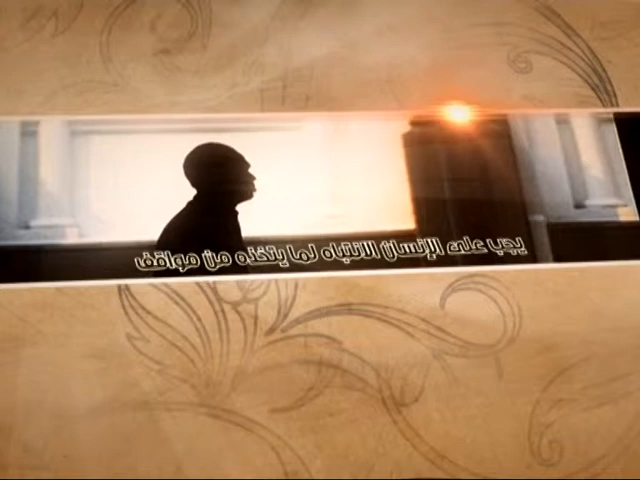 يجب على الإنسان الانتباه لما يتخذه من مواقف